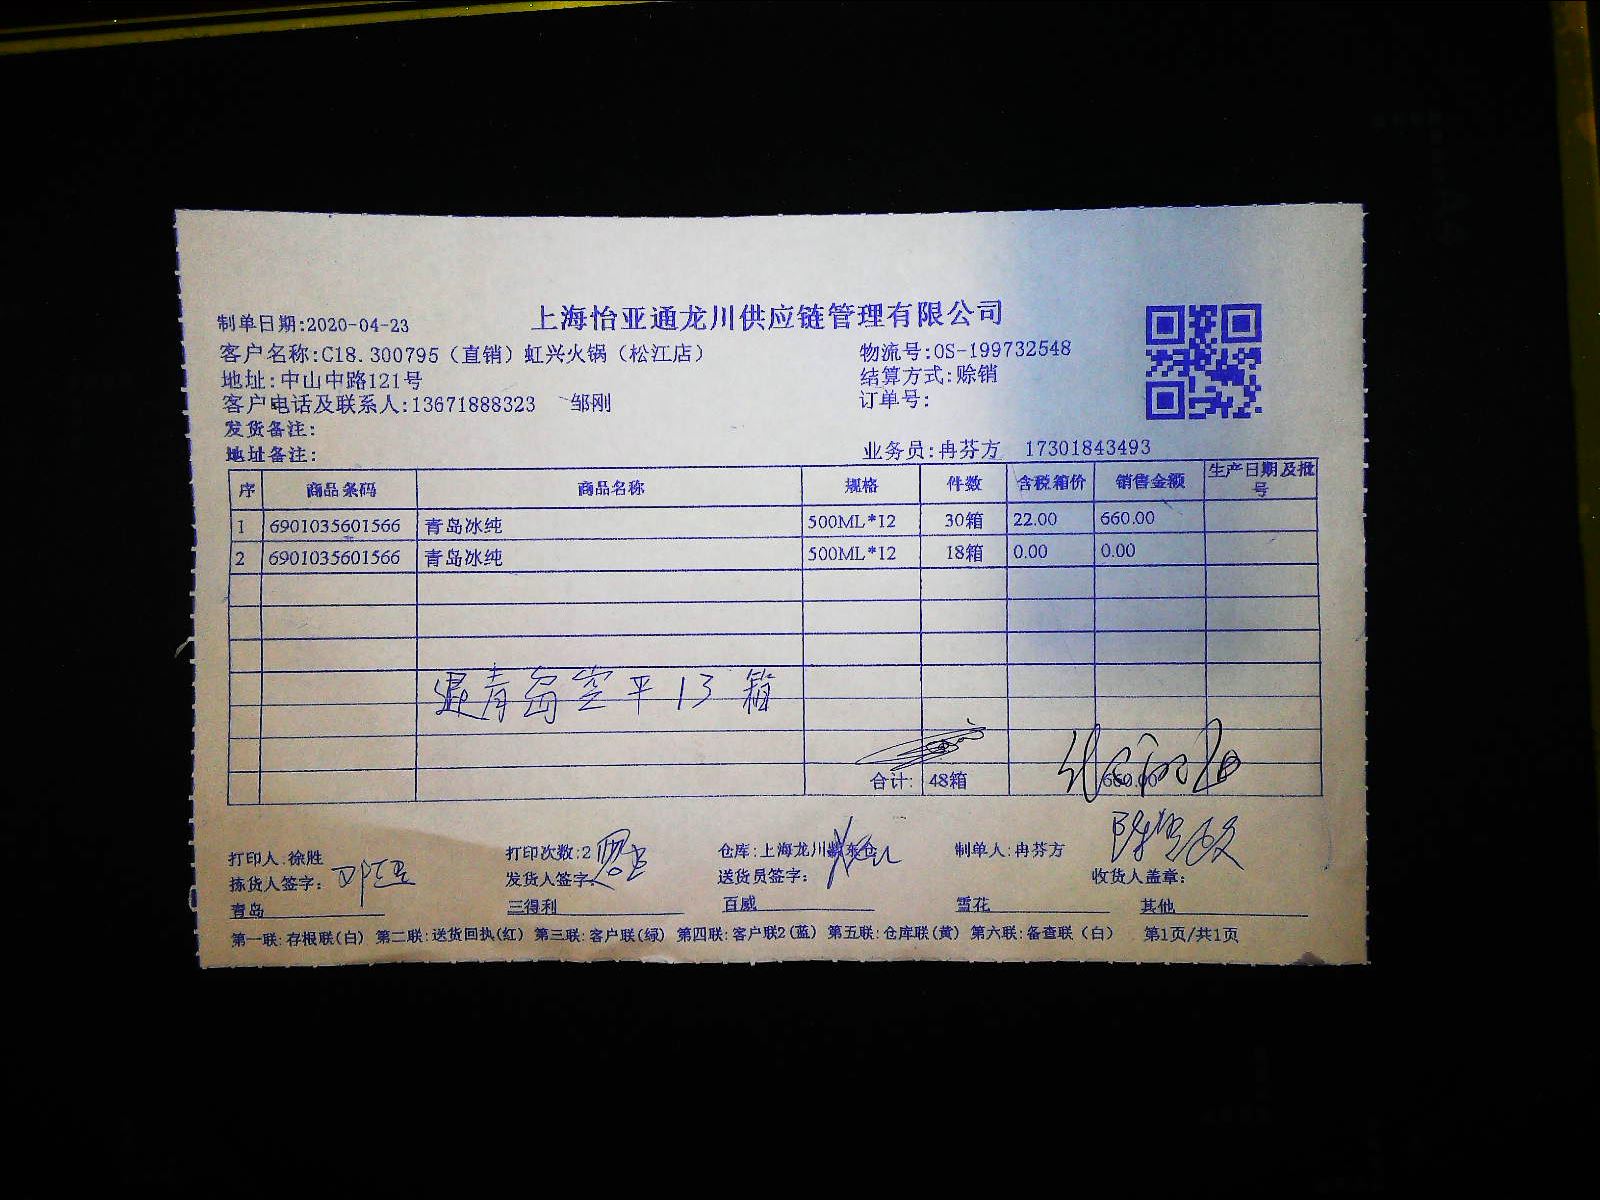 上海怡亚通龙川供应链管理有限公司
制单日期:2020-04-23
客户名称:C18.300795（直销）虹兴火锅（松江店） 物流号:OS-199732548
地址:中山中路121号 结算方式:赊销
客户电话及联系人:13671888323 邹刚 订单号:
发货备注:
地址备注: 业务员:冉芬方 17301843493
序 商品条码 商品名称 规格 件数 含税箱价 销售金额 生产日期及批号
1 6901035601566 青岛冰纯 500ML*12 30箱 22.00 660.00
2 6901035601566 青岛冰纯 500ML*12 18箱 0.00 0.00
退青岛空平13箱
合计: 48箱 660.00
打印人:徐胜 打印次数:2 仓库:上海龙川 制单人:冉芬方
拣货人签字: 发货人签字: 送货员签字: 收货人盖章:
青岛 三得利 百威 雪花 其他
第一联:存根联(白) 第二联:送货回执(红) 第三联:客户联(绿) 第四联:客户联2(蓝) 第五联:仓库联(黄) 第六联:备查联(白) 第1页/共1页